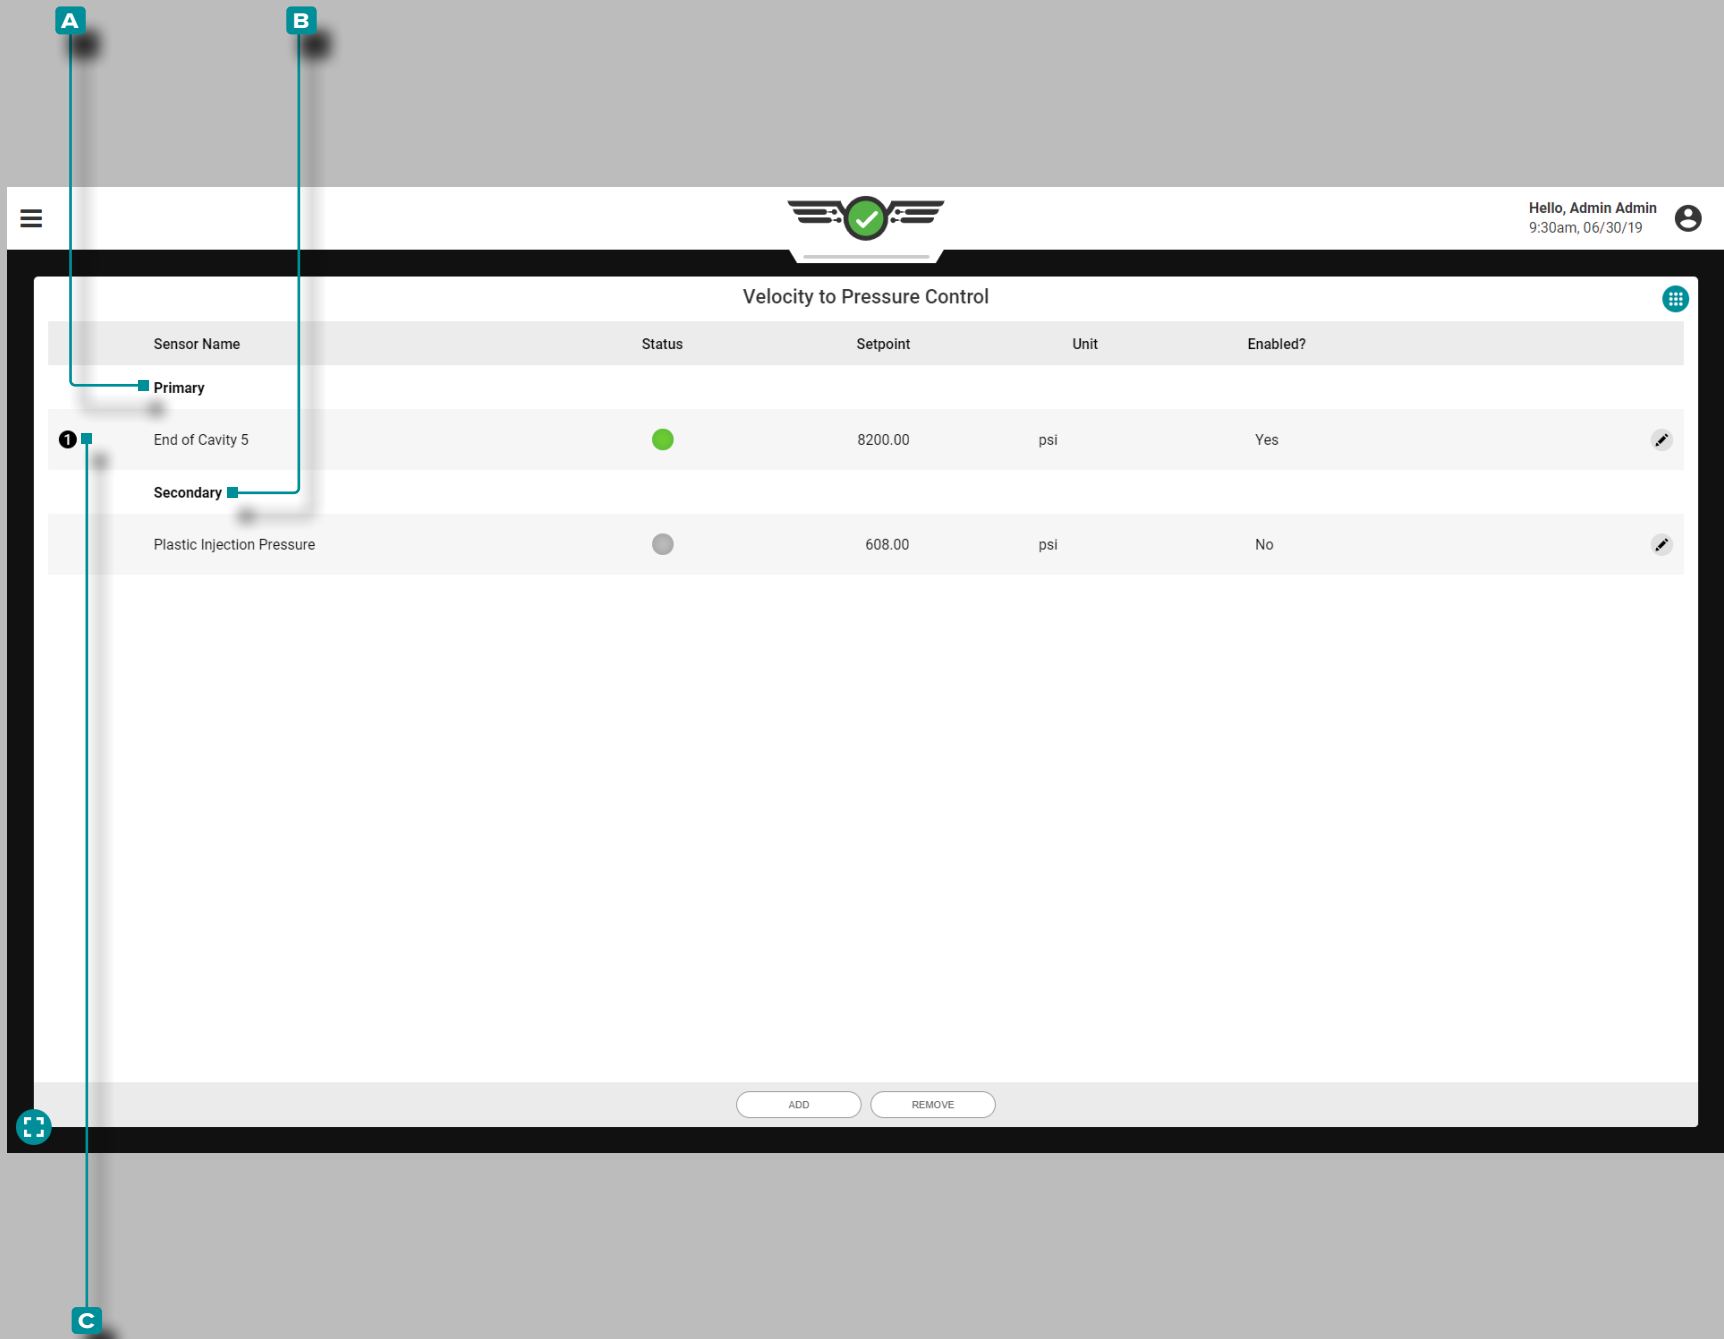 A
B
Hello, Admin Admin
9:30am, 06/30/19
Velocity to Pressure Control
Sensor Name Status Setpoint Unit Enabled?
Primary
1 End of Cavity 5 8200.00 psi Yes
Secondary
Plastic Injection Pressure 608.00 psi No
ADD REMOVE
C